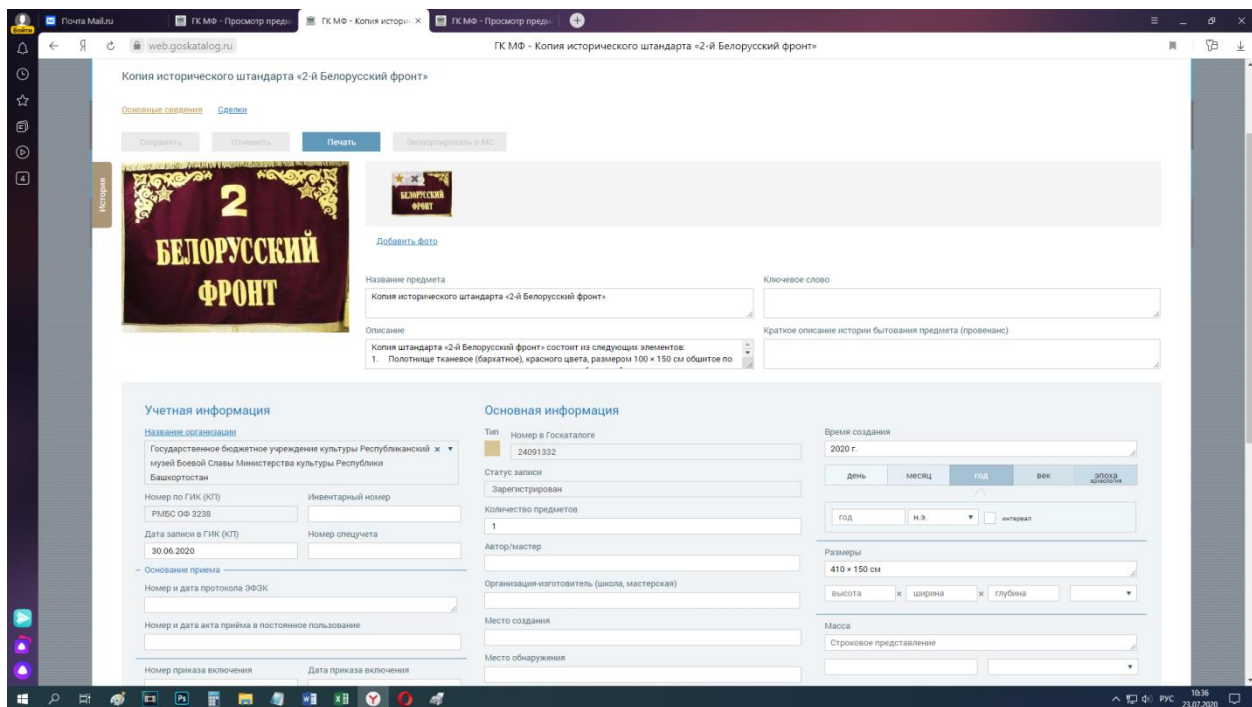 Войти
Почта Mail.ru
ГК МФ - Просмотр предм
ГК МФ - Копия историч
ГК МФ - Просмотр предм
web.goskatalog.ru
ГК МФ - Копия исторического штандарта «2-й Белорусский фронт»
Копия исторического штандарта «2-й Белорусский фронт»
Основные сведения Сделки
Сохранить Отменить Печать Экспортировать в МС
История
2
БЕЛОРУССКИЙ
ФРОНТ
БЕЛОРУССКИЙ
ФРОНТ
Добавить фото
Название предмета
Копия исторического штандарта «2-й Белорусский фронт»
Ключевое слово
Описание
Копия штандарта «2-й Белорусский фронт» состоит из следующих элементов:
1. Полотнище тканевое (бархатное), красного цвета, размером 100 × 150 см обшитое по
Краткое описание истории бытования предмета (провенанс)
Учетная информация
Название организации
Государственное бюджетное учреждение культуры Республиканский
музей Боевой Славы Министерства культуры Республики
Башкортостан
Номер по ГИК (КП) Инвентарный номер
РМБС ОФ 3238
Дата записи в ГИК (КП) Номер спецучета
30.06.2020
Основание приема
Номер и дата протокола ЭФЗК
Номер и дата акта приёма в постоянное пользование
Номер приказа включения Дата приказа включения
Основная информация
Тип Номер в Госкаталоге
24091332
Статус записи
Зарегистрирован
Количество предметов
1
Автор/мастер
Организация-изготовитель (школа, мастерская)
Место создания
Место обнаружения
Время создания
2020 г.
день месяц год век эпоха
археология
год н.э. интервал
Размеры
410 × 150 см
высота x ширина x глубина
Масса
Строковое представление
4
РУС
10:36
23.07.2020